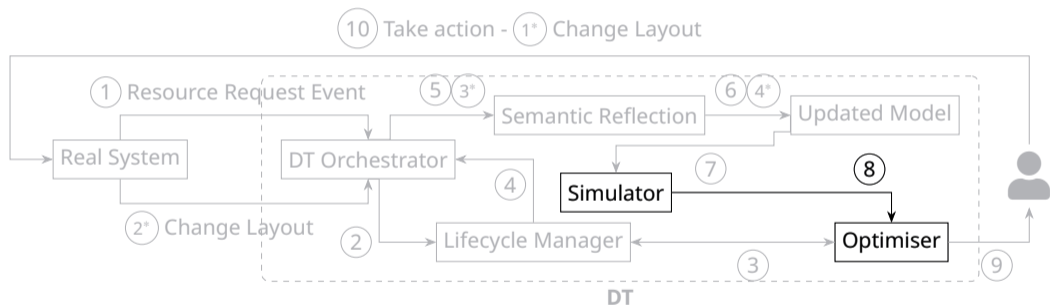 10 Take action - 1* Change Layout
1 Resource Request Event
5 3* 6 4*
Semantic Reflection
Updated Model
Real System
DT Orchestrator
4
7
8
Simulator
2* Change Layout
2
Lifecycle Manager
3
Optimiser
9
DT